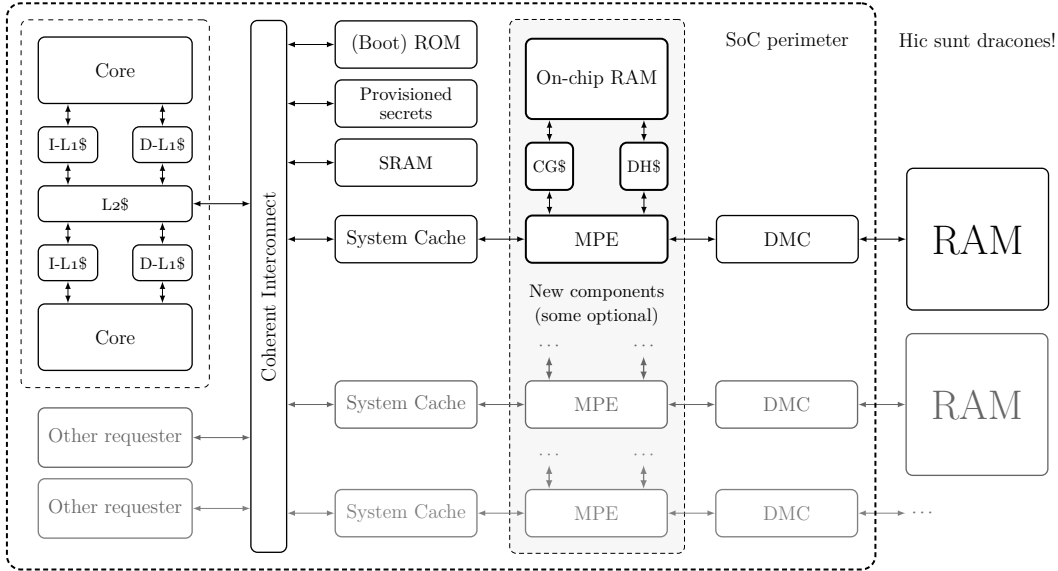 SoC perimeter
Hic sunt dracones!
Core
I-L1$
D-L1$
L2$
I-L1$
D-L1$
Core
Other requester
Other requester
Coherent Interconnect
(Boot) ROM
Provisioned
secrets
SRAM
System Cache
On-chip RAM
CG$
DH$
MPE
DMC
RAM
New components
(some optional)
... ...
System Cache
MPE
DMC
RAM
... ...
System Cache
MPE
DMC
...